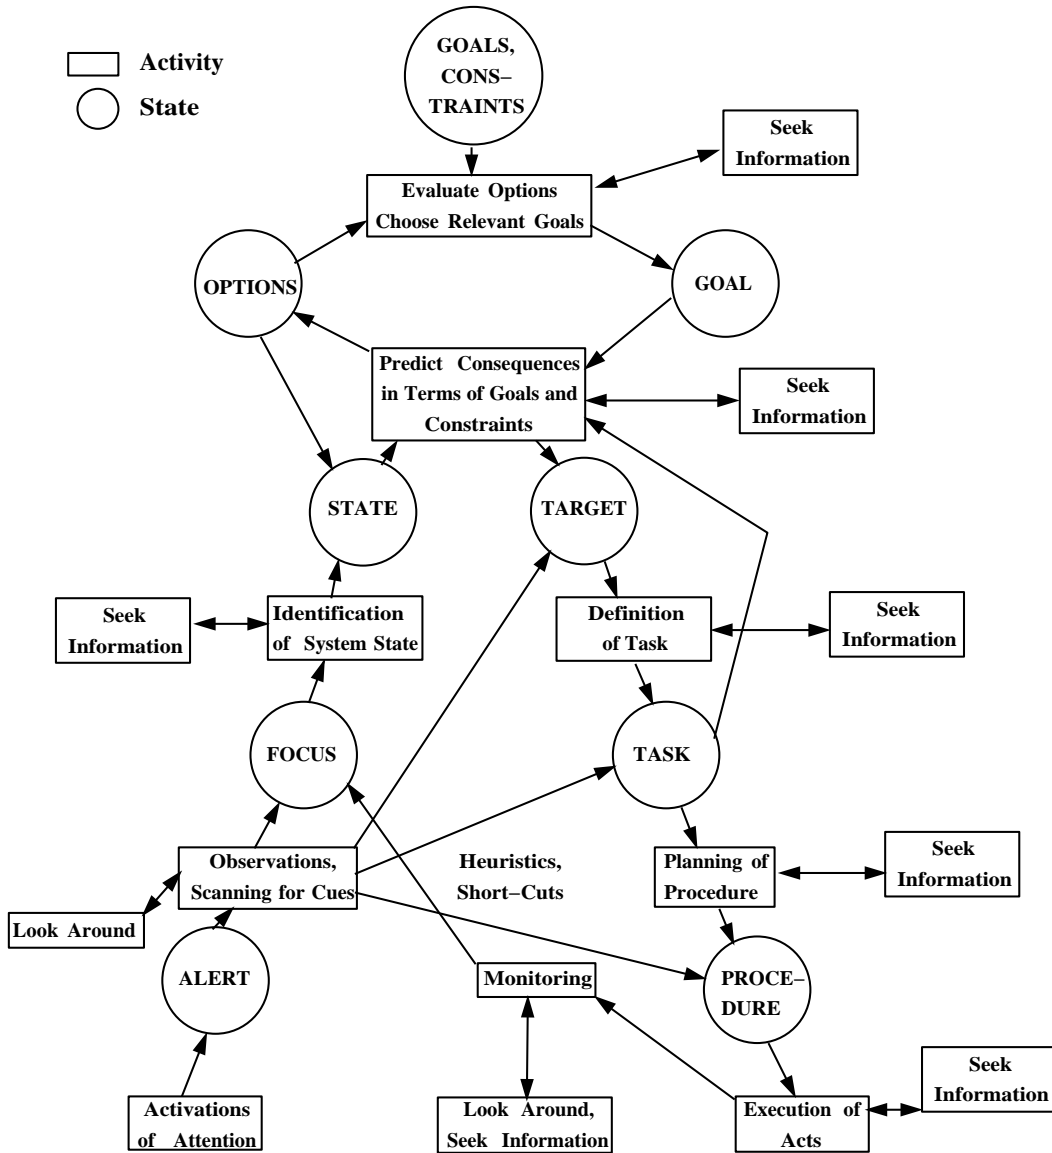 Activity
State
GOALS,
CONS–
TRAINTS
Seek
Information
Evaluate Options
Choose Relevant Goals
OPTIONS
GOAL
Predict Consequences
in Terms of Goals and
Constraints
Seek
Information
STATE
TARGET
Seek
Information
Identification
of System State
Definition
of Task
Seek
Information
FOCUS
TASK
Observations,
Scanning for Cues
Heuristics,
Short–Cuts
Planning of
Procedure
Seek
Information
Look Around
ALERT
Monitoring
PROCE–
DURE
Activations
of Attention
Look Around,
Seek Information
Execution of
Acts
Seek
Information